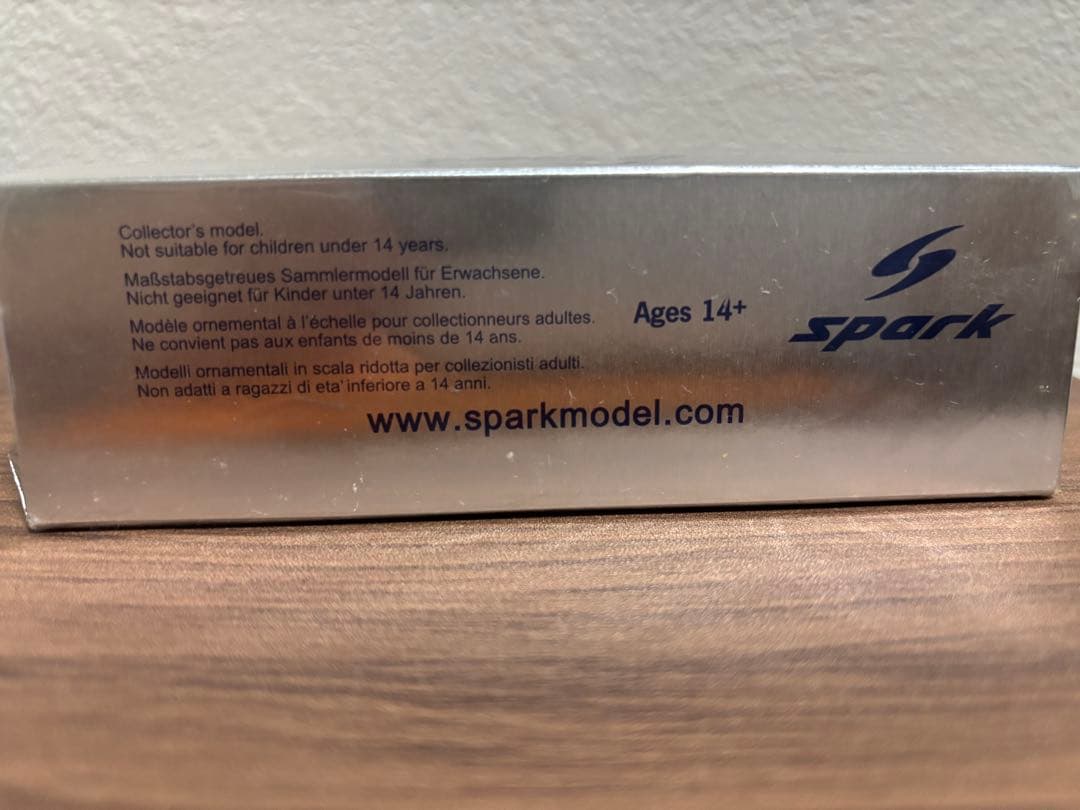 Collector's model.
Not suitable for children under 14 years.
Maßstabsgetreues Sammlermodell für Erwachsene.
Nicht geeignet für Kinder unter 14 Jahren.
Modèle ornemental à l'échelle pour collectionneurs adultes.
Ne convient pas aux enfants de moins de 14 ans.
Modelli ornamentali in scala ridotta per collezionisti adulti.
Non adatti a ragazzi di eta' inferiore a 14 anni.
Ages 14+
spark
www.sparkmodel.com